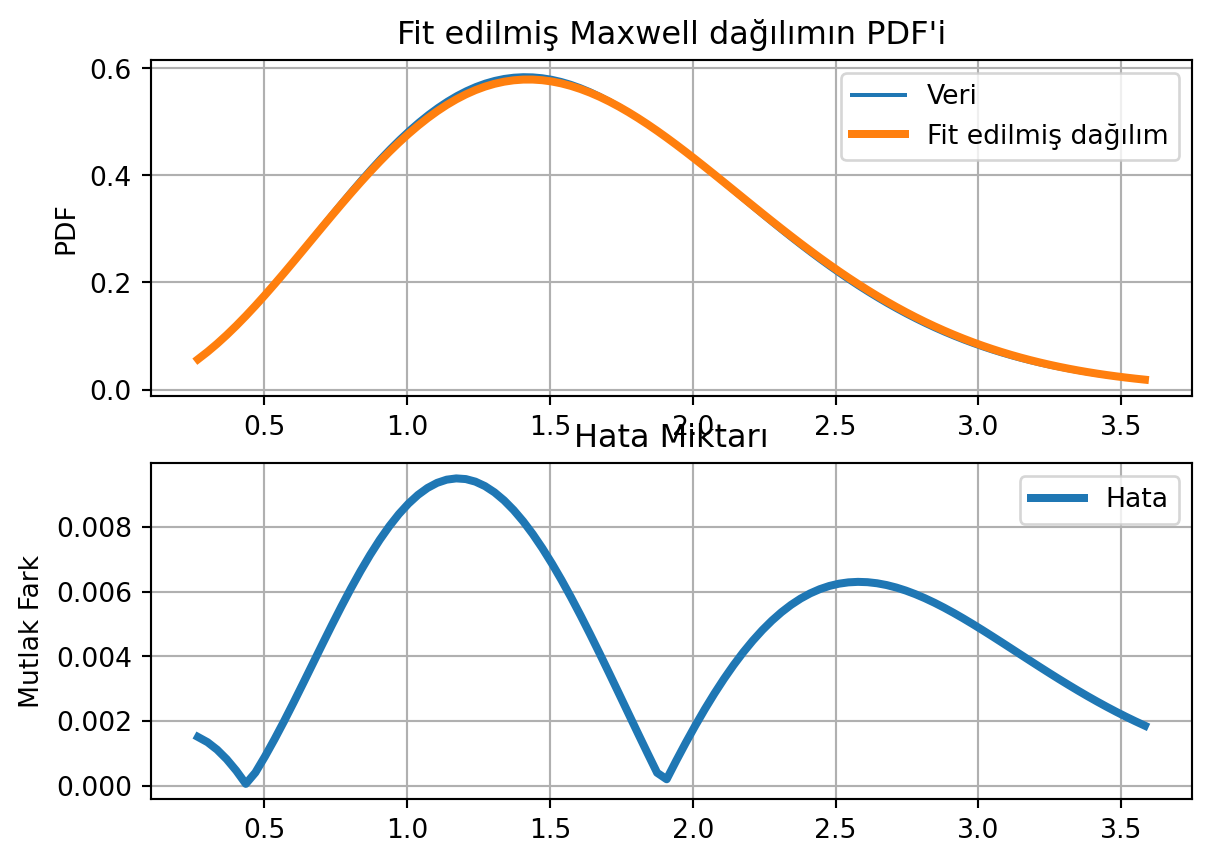 Fit edilmiş Maxwell dağılımın PDF'i
Veri
Fit edilmiş dağılım
PDF
0.6
0.4
0.2
0.0
0.5 1.0 1.5 2.0 2.5 3.0 3.5
Hata Miktarı
Hata
Mutlak Fark
0.008
0.006
0.004
0.002
0.000
0.5 1.0 1.5 2.0 2.5 3.0 3.5